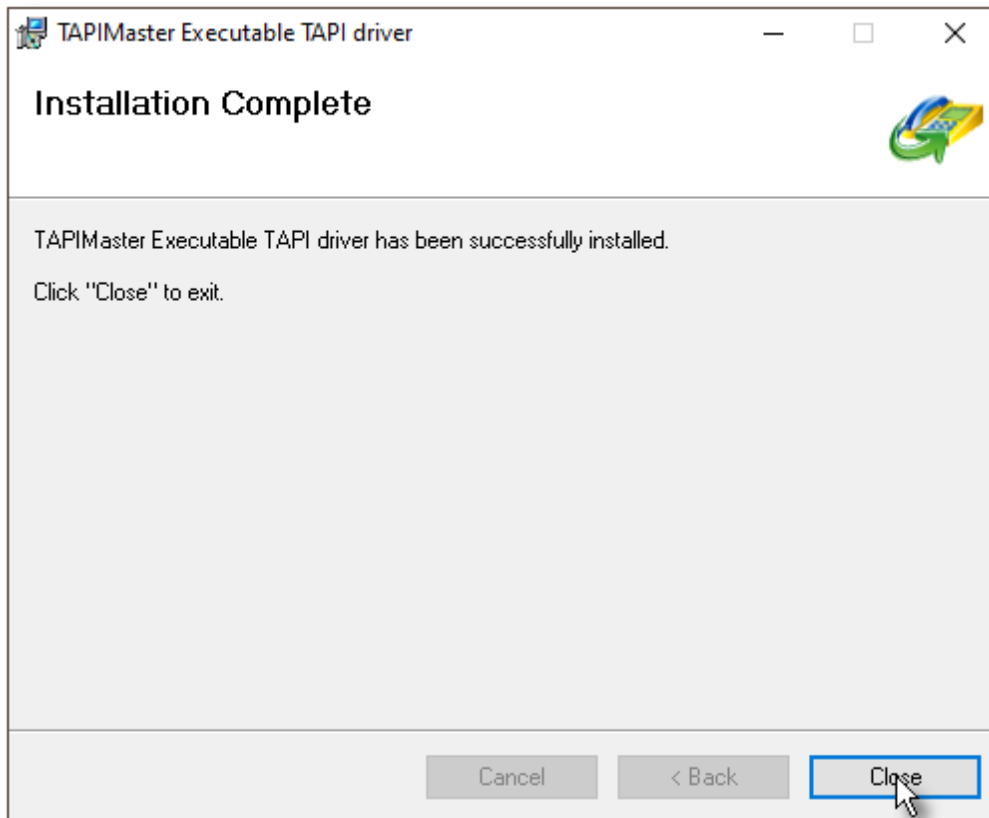 TAPIMaster Executable TAPI driver
Installation Complete
TAPIMaster Executable TAPI driver has been successfully installed.
Click "Close" to exit.
Cancel
< Back
Close